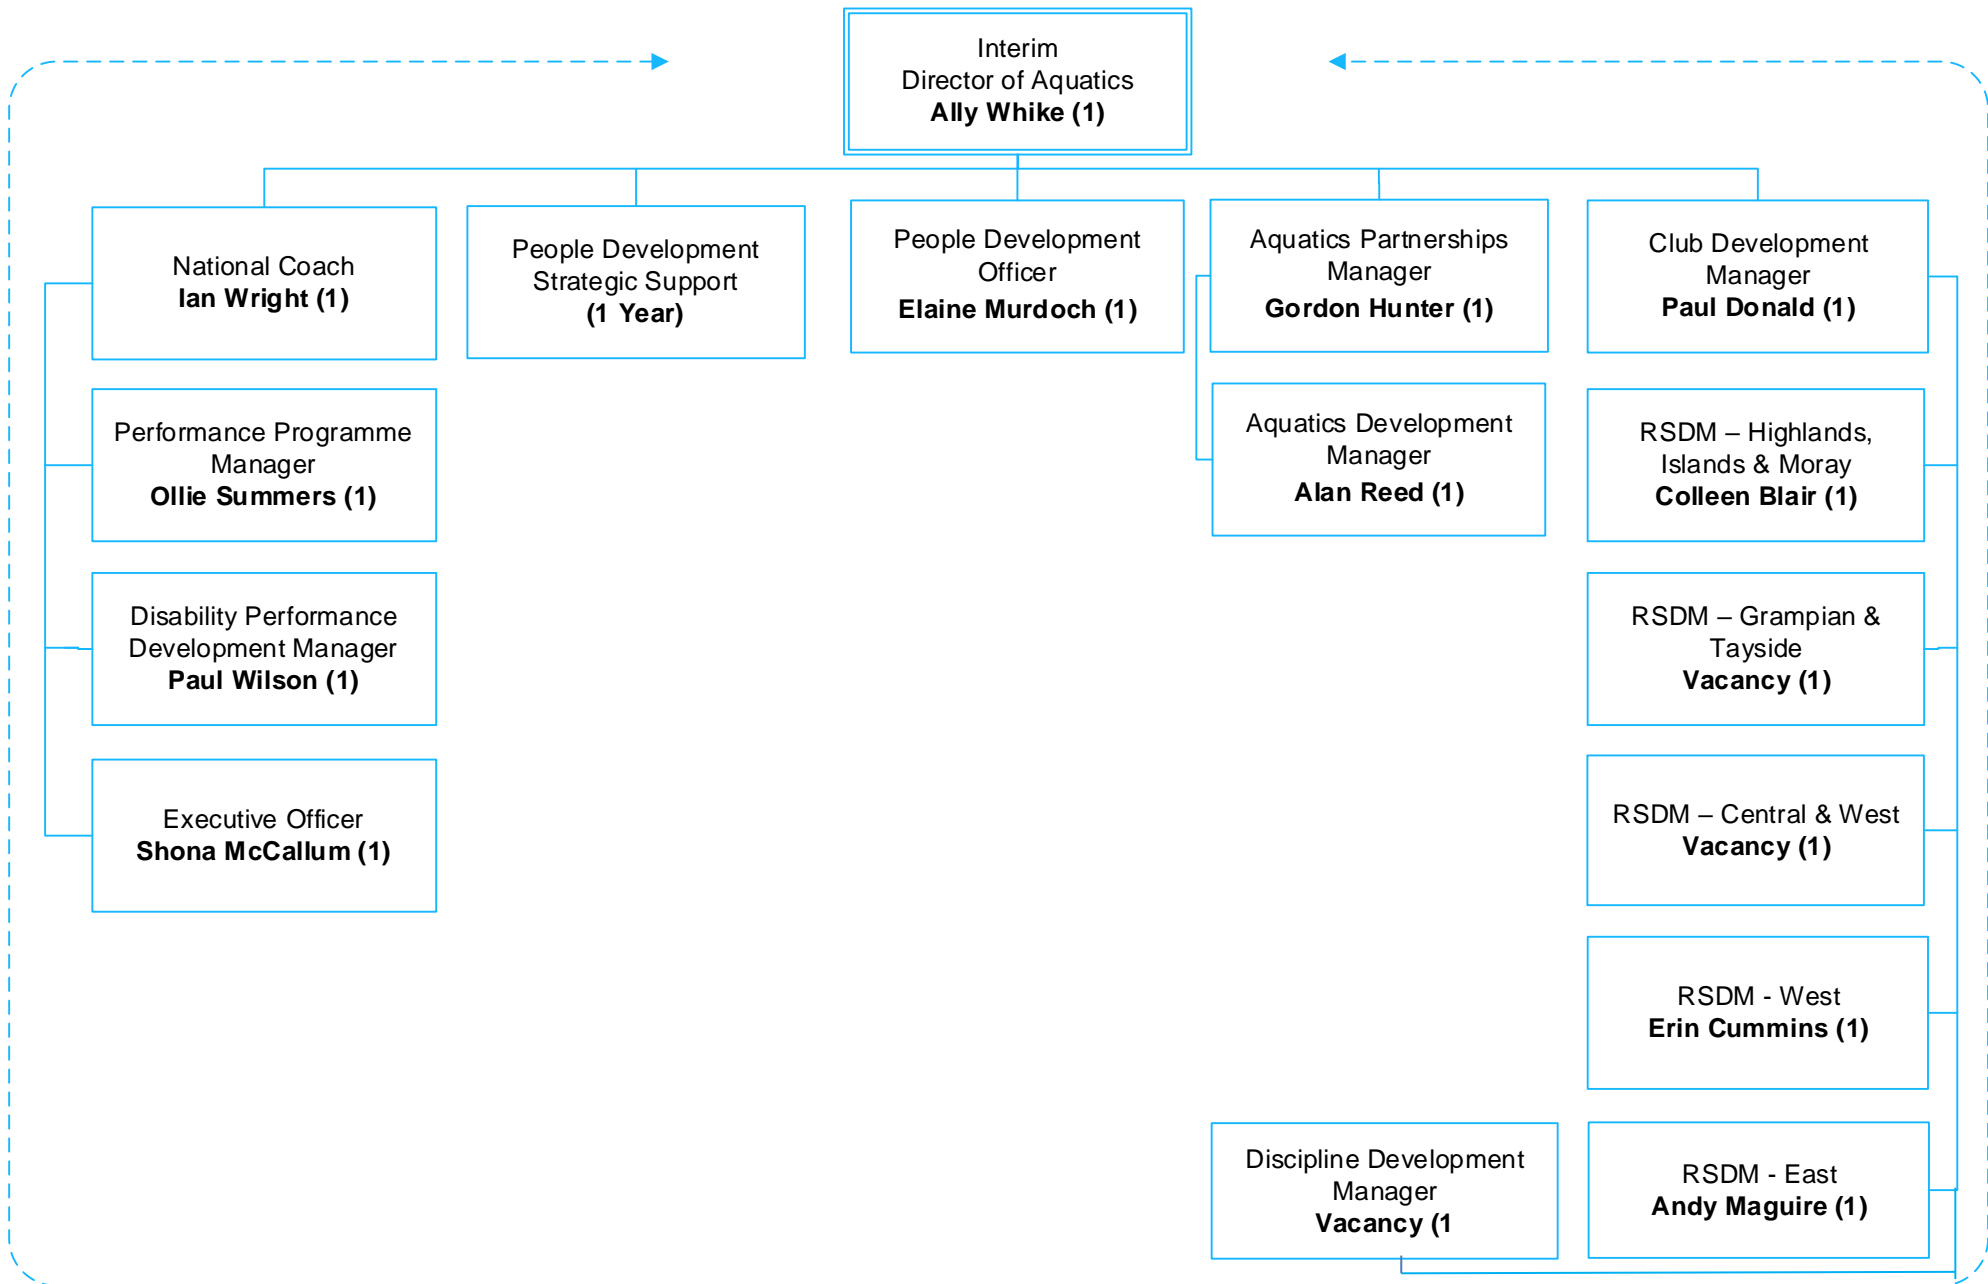 Interim
Director of Aquatics
Ally Whike (1)
National Coach
Ian Wright (1)
People Development
Strategic Support
(1 Year)
People Development
Officer
Elaine Murdoch (1)
Aquatics Partnerships
Manager
Gordon Hunter (1)
Club Development
Manager
Paul Donald (1)
Performance Programme
Manager
Ollie Summers (1)
Aquatics Development
Manager
Alan Reed (1)
RSDM – Highlands,
Islands & Moray
Colleen Blair (1)
Disability Performance
Development Manager
Paul Wilson (1)
RSDM – Grampian &
Tayside
Vacancy (1)
Executive Officer
Shona McCallum (1)
RSDM – Central & West
Vacancy (1)
RSDM - West
Erin Cummins (1)
Discipline Development
Manager
Vacancy (1
RSDM - East
Andy Maguire (1)